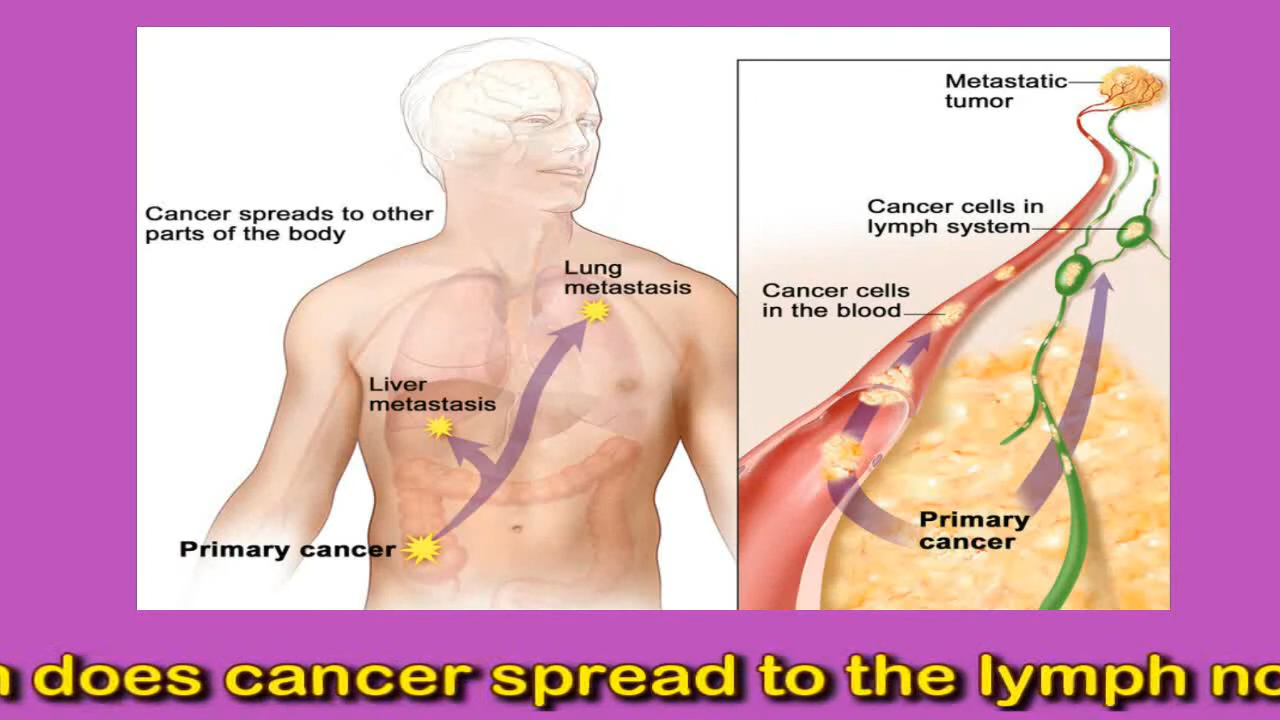 Cancer spreads to other
parts of the body
Lung
metastasis
Liver
metastasis
Primary cancer
Metastatic
tumor
Cancer cells in
lymph system
Cancer cells
in the blood
Primary
cancer
does cancer spread to the lymph